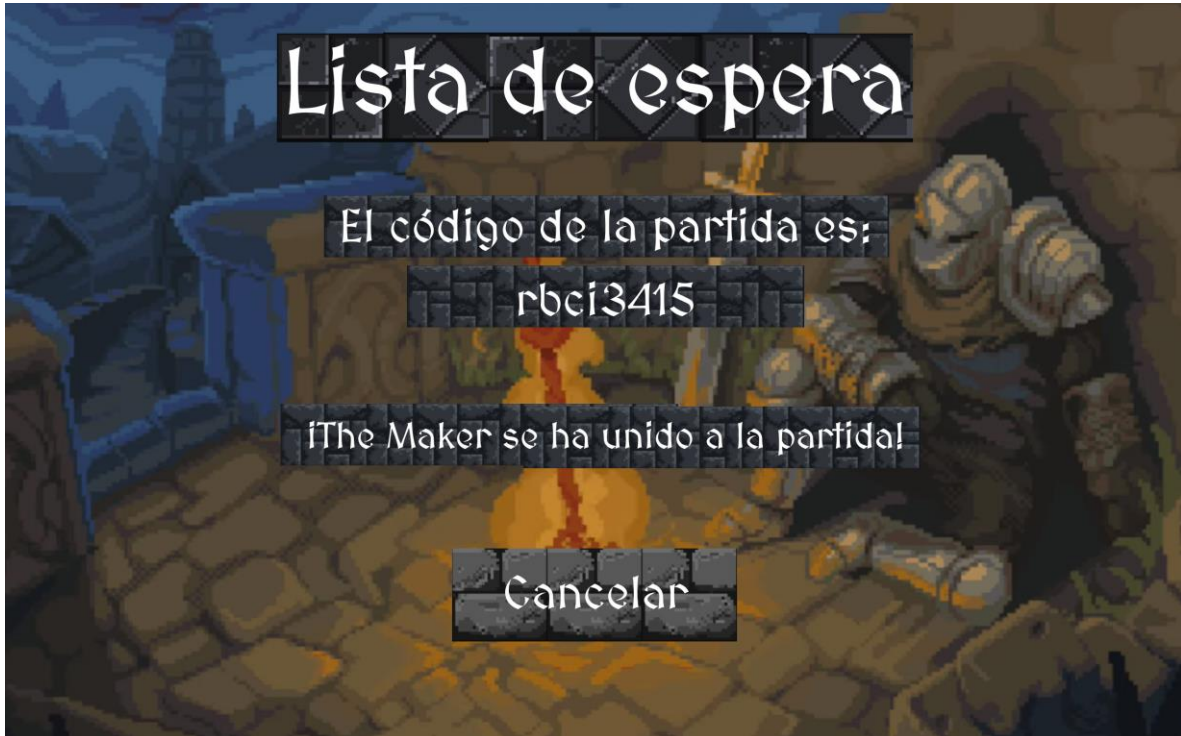 Lista de espera
El código de la partida es:
rbci3415
¡The Maker se ha unido a la partida!
Cancelar